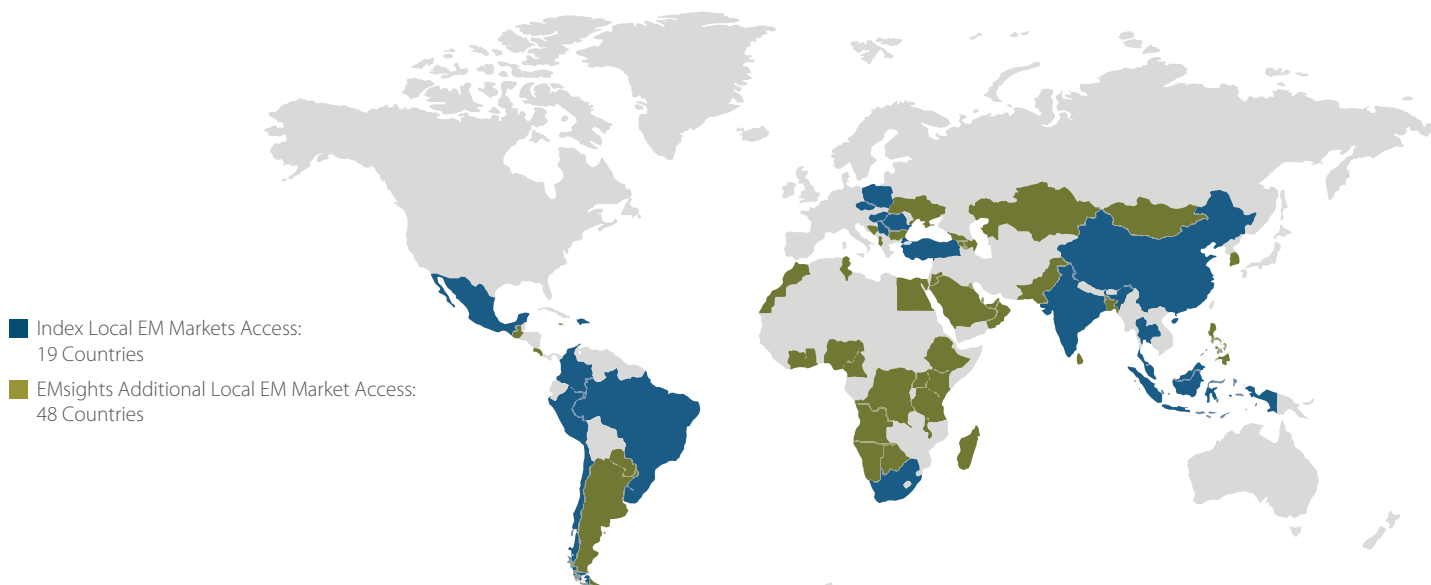 Index Local EM Markets Access:
19 Countries
EMsights Additional Local EM Market Access:
48 Countries